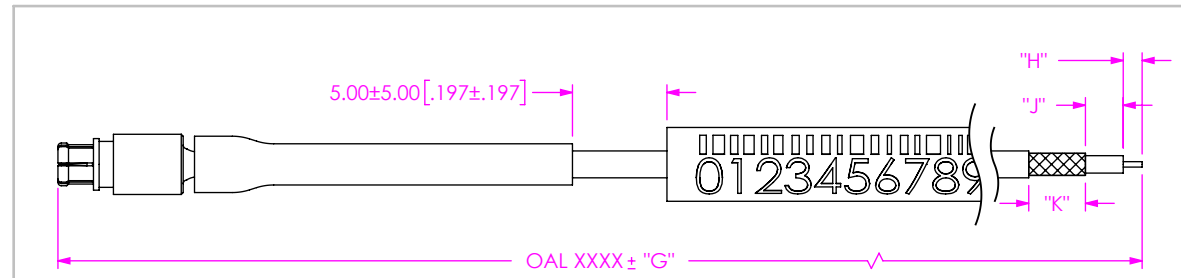 "H"
5.00±5.00[.197±.197]
"J"
0123456789
"K"
OAL XXXX ± "G"